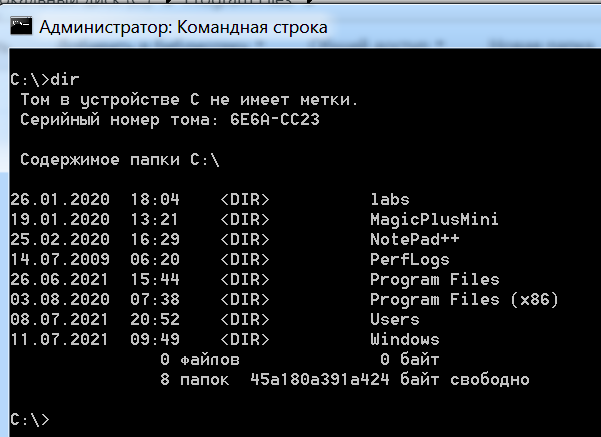 Администратор: Командная строка
C:\>dir
Том в устройстве C не имеет метки.
Серийный номер тома: 6E6A-CC23
Содержимое папки C:\
26.01.2020 18:04 <DIR> labs
19.01.2020 13:21 <DIR> MagicPlusMini
25.02.2020 16:29 <DIR> NotePad++
14.07.2009 06:20 <DIR> PerfLogs
26.06.2021 15:44 <DIR> Program Files
03.08.2020 07:38 <DIR> Program Files (x86)
08.07.2021 20:52 <DIR> Users
11.07.2021 09:49 <DIR> Windows
0 файлов 0 байт
8 папок 45а180а391а424 байт свободно
C:\>